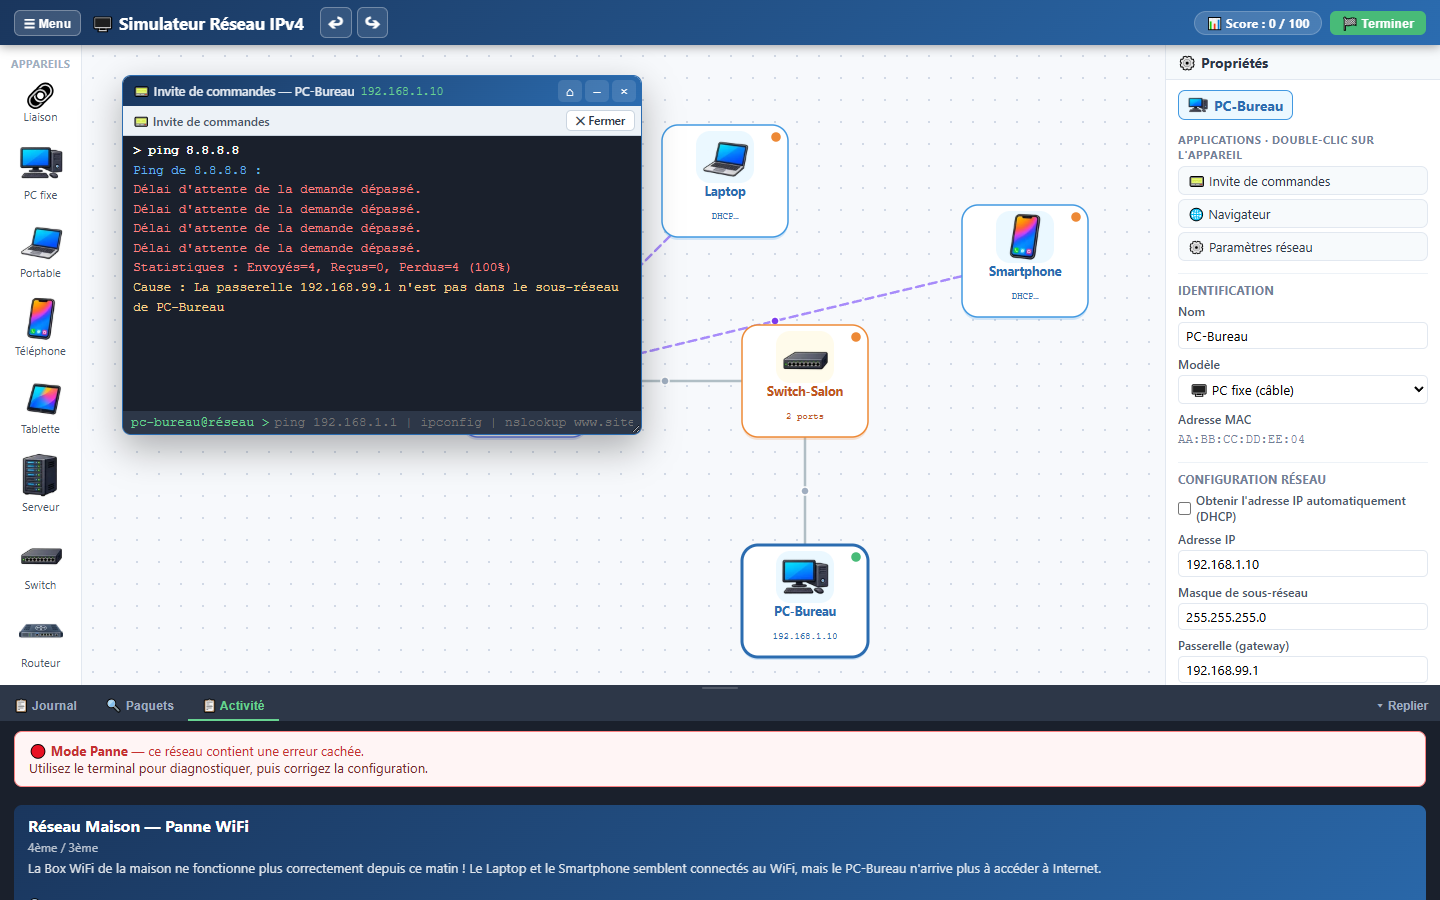 ☰ Menu
Simulateur Réseau IPv4
Score : 0 / 100
Terminer
APPAREILS
Liaison
PC fixe
Portable
Téléphone
Tablette
Serveur
Switch
Routeur
Invite de commandes — PC-Bureau 192.168.1.10
Invite de commandes
✕ Fermer
> ping 8.8.8.8
Ping de 8.8.8.8 :
Délai d'attente de la demande dépassé.
Délai d'attente de la demande dépassé.
Délai d'attente de la demande dépassé.
Délai d'attente de la demande dépassé.
Statistiques : Envoyés=4, Reçus=0, Perdus=4 (100%)
Cause : La passerelle 192.168.99.1 n'est pas dans le sous-réseau
de PC-Bureau
pc-bureau@réseau > ping 192.168.1.1 | ipconfig | nslookup www.site
Laptop
DHCP…
Smartphone
DHCP…
Switch-Salon
2 ports
PC-Bureau
192.168.1.10
Propriétés
PC-Bureau
APPLICATIONS · DOUBLE-CLIC SUR
L'APPAREIL
Invite de commandes
Navigateur
Paramètres réseau
IDENTIFICATION
Nom
PC-Bureau
Modèle
PC fixe (câble)
Adresse MAC
AA:BB:CC:DD:EE:04
CONFIGURATION RÉSEAU
Obtenir l'adresse IP automatiquement
(DHCP)
Adresse IP
192.168.1.10
Masque de sous-réseau
255.255.255.0
Passerelle (gateway)
192.168.99.1
Journal
Paquets
Activité
Replier
Mode Panne — ce réseau contient une erreur cachée.
Utilisez le terminal pour diagnostiquer, puis corrigez la configuration.
Réseau Maison — Panne WiFi
4ème / 3ème
La Box WiFi de la maison ne fonctionne plus correctement depuis ce matin ! Le Laptop et le Smartphone semblent connectés au WiFi, mais le PC-Bureau n'arrive plus à accéder à Internet.